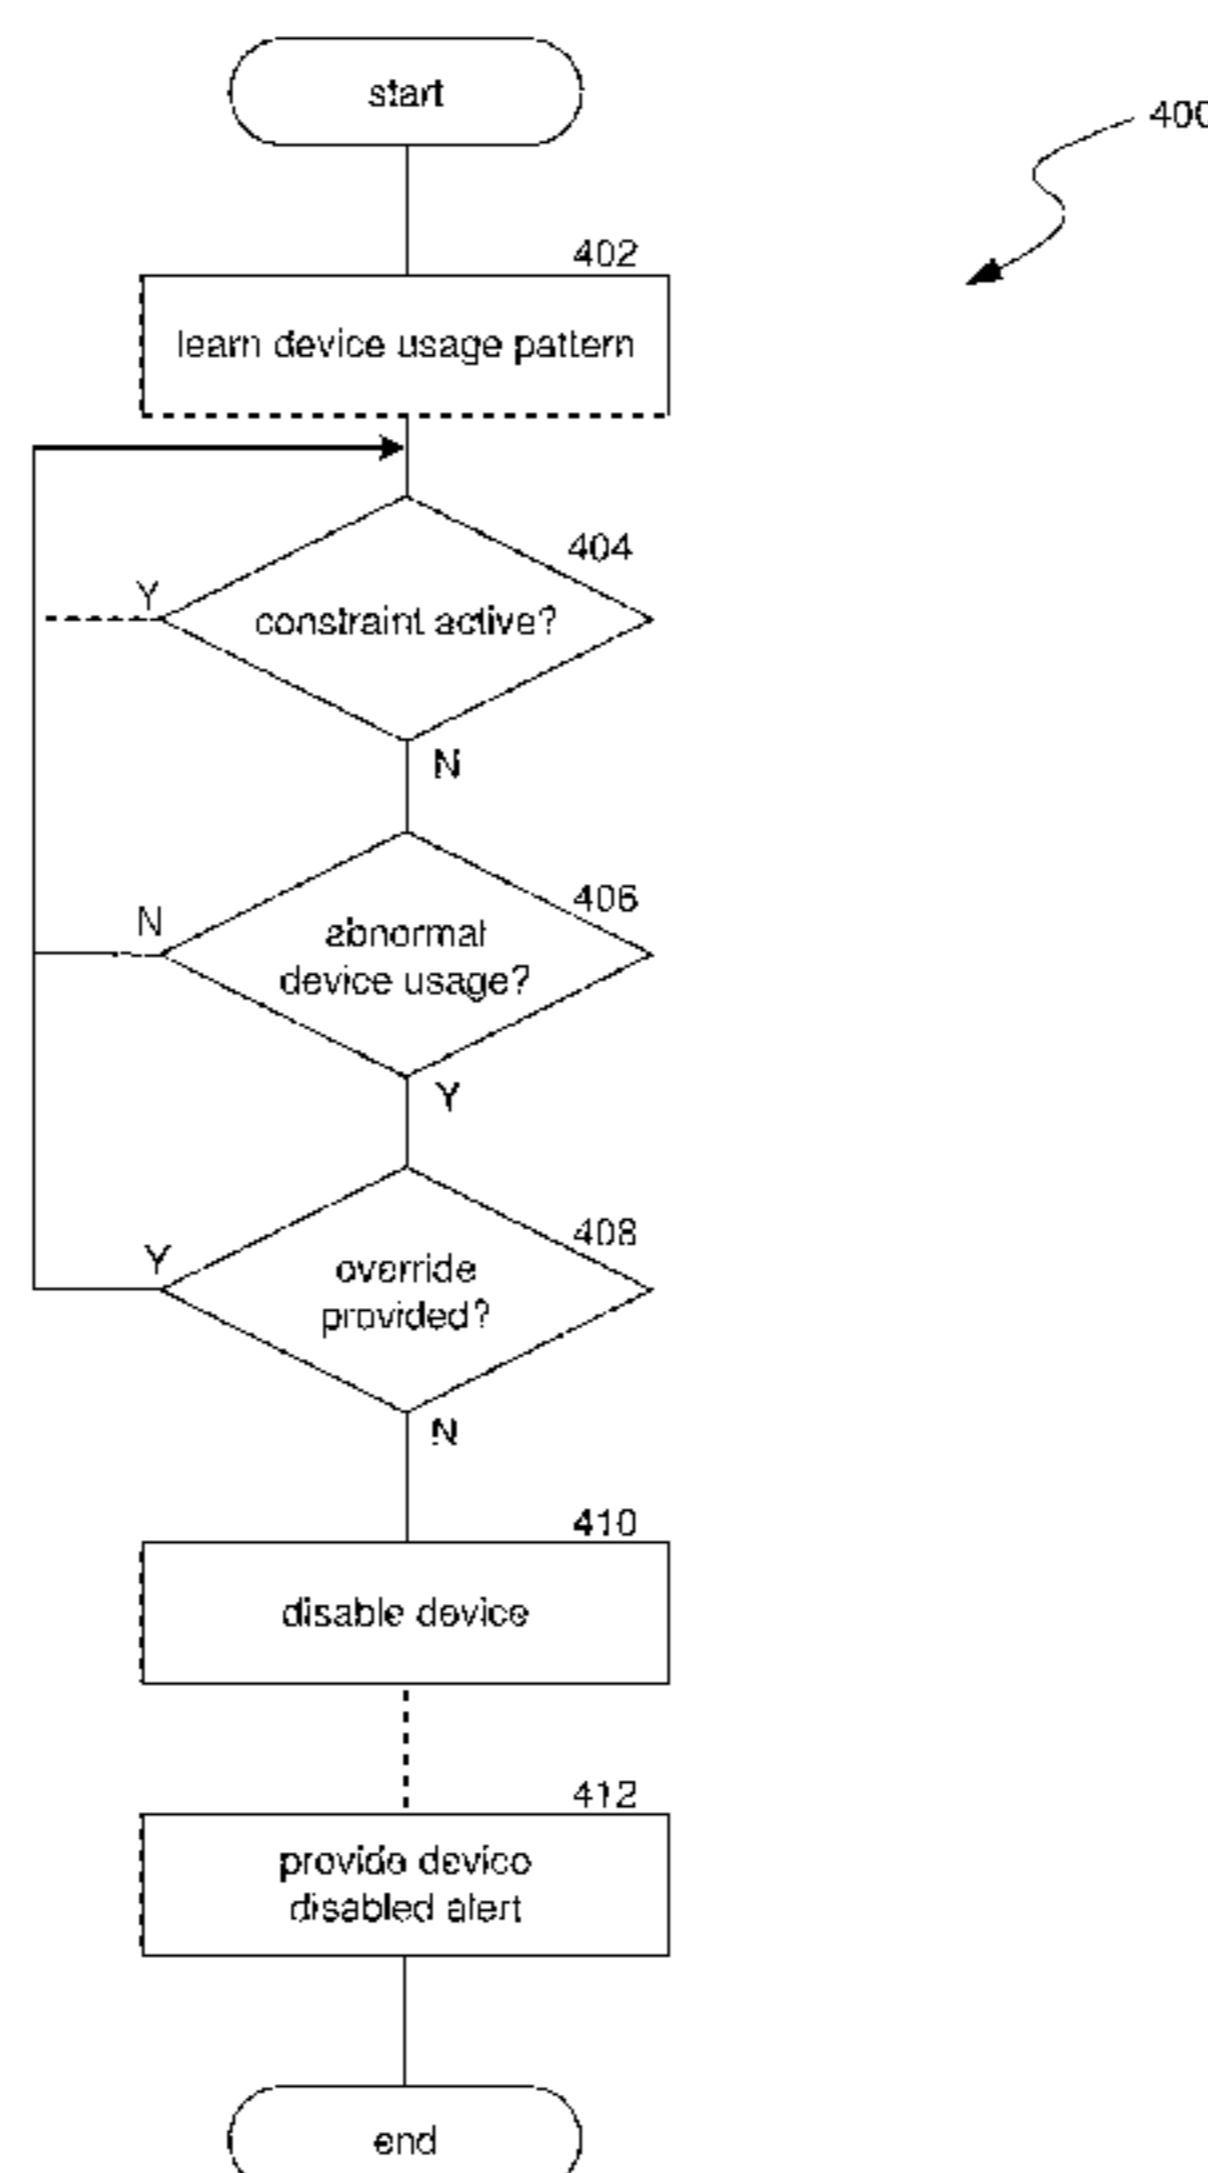 start
400
402
learn device usage pattern
404
Y
constraint active?
N
406
N
abnormal
device usage?
Y
408
Y
override
provided?
N
410
disable device
412
provide device
disabled alert
end